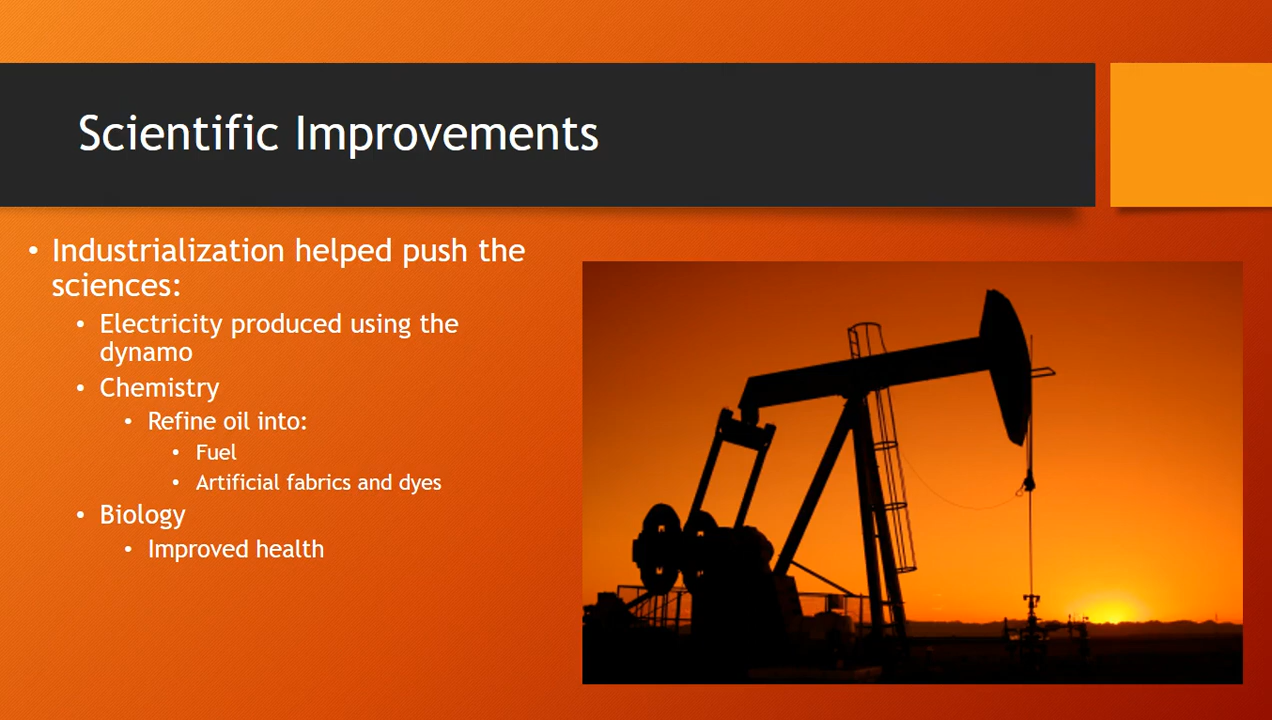 Scientific Improvements
• Industrialization helped push the
sciences:
• Electricity produced using the
dynamo
• Chemistry
• Refine oil into:
• Fuel
• Artificial fabrics and dyes
• Biology
• Improved health